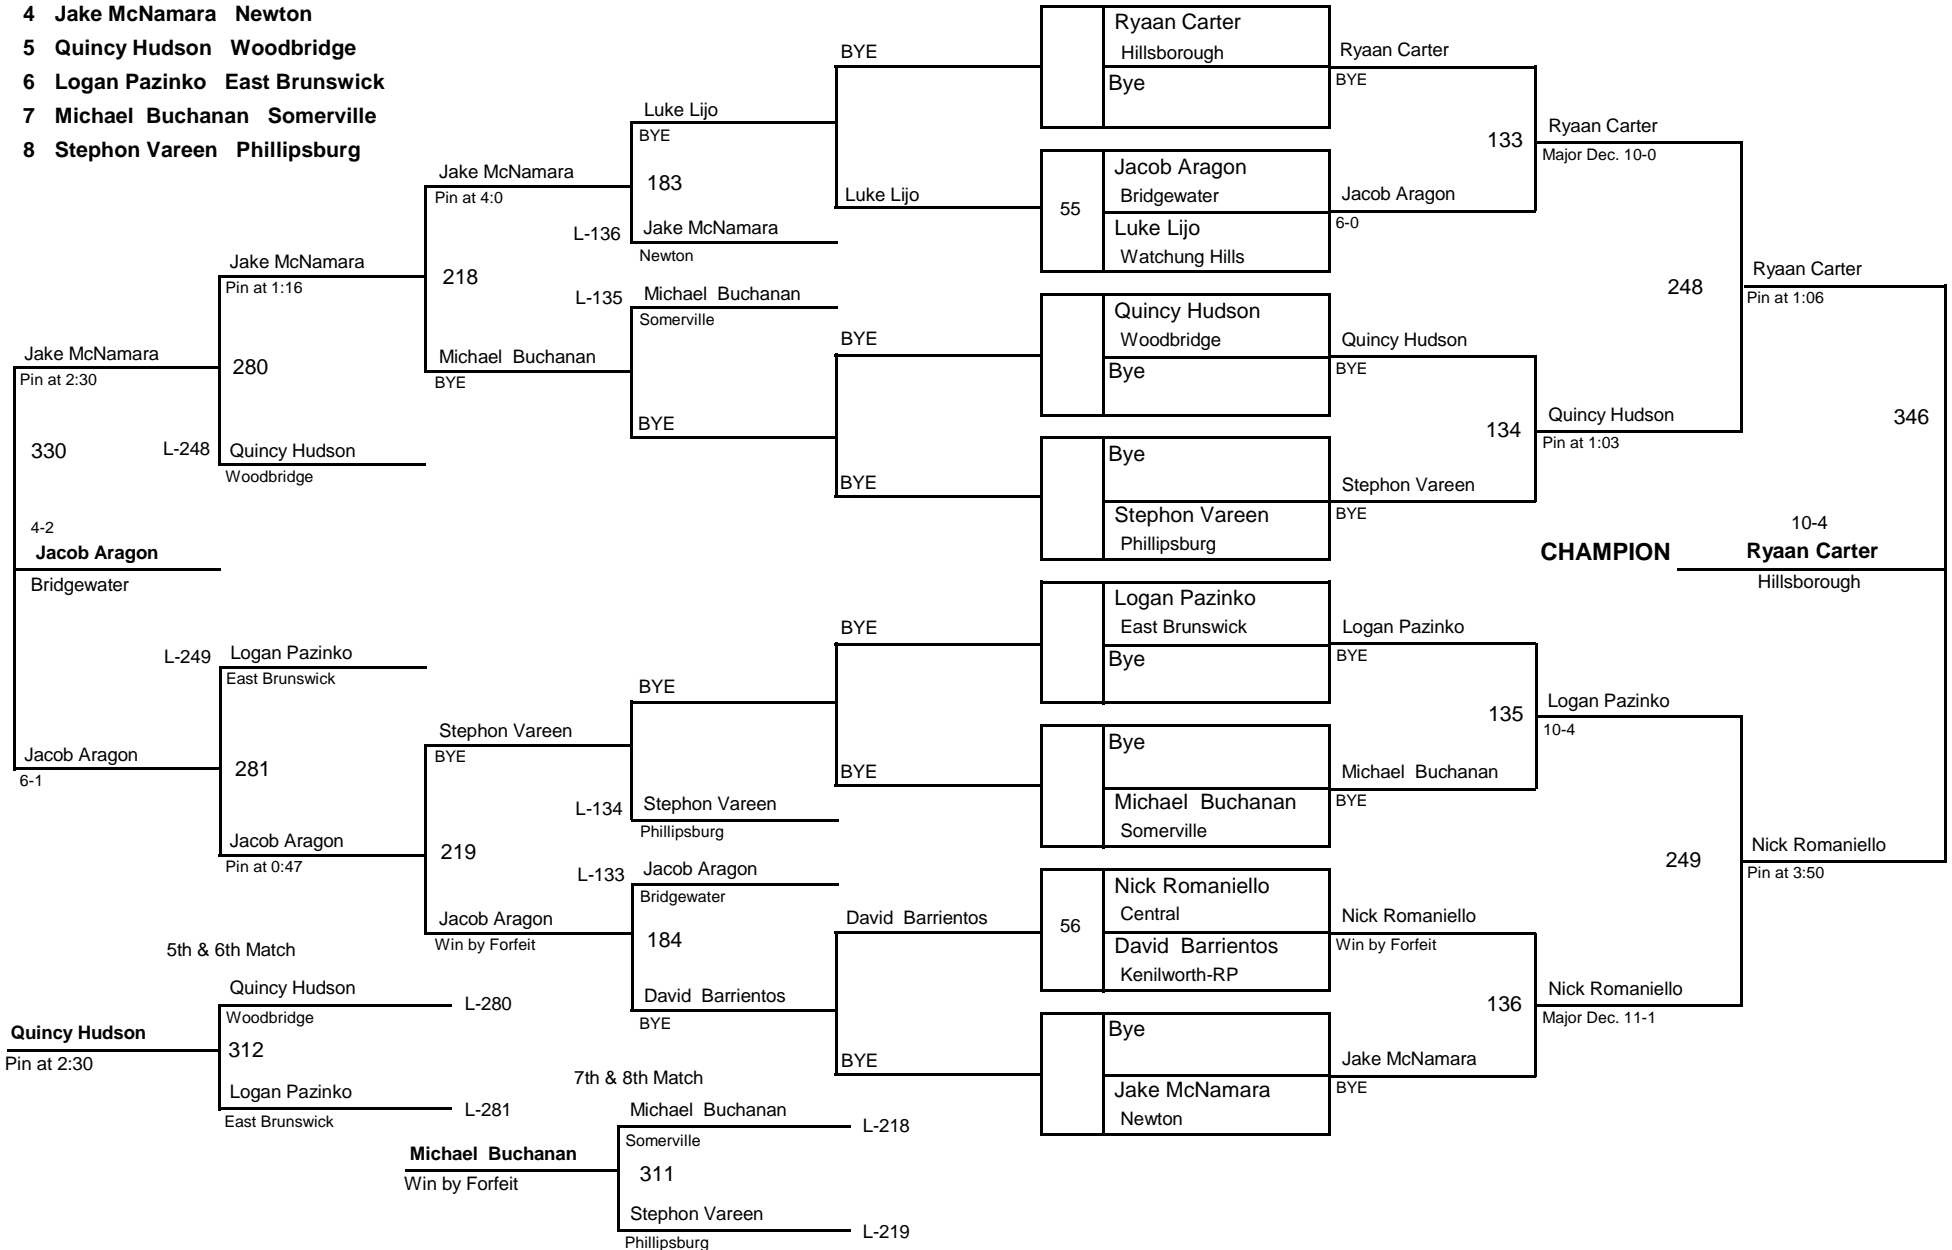 4 Jake McNamara Newton
5 Quincy Hudson Woodbridge
6 Logan Pazinko East Brunswick
7 Michael Buchanan Somerville
8 Stephon Vareen Phillipsburg
Jake McNamara
Pin at 2:30
330
4-2
Jacob Aragon
Bridgewater
Jacob Aragon
6-1
Jake McNamara
Pin at 1:16
280
L-248
Quincy Hudson
Woodbridge
L-249
Logan Pazinko
East Brunswick
281
Jacob Aragon
Pin at 0:47
Jake McNamara
Pin at 4:0
218
Michael Buchanan
BYE
Stephon Vareen
BYE
219
Jacob Aragon
Win by Forfeit
Luke Lijo
BYE
183
L-136
Jake McNamara
Newton
L-135
Michael Buchanan
Somerville
BYE
BYE
L-134
Stephon Vareen
Phillipsburg
L-133
Jacob Aragon
Bridgewater
184
David Barrientos
BYE
BYE
Luke Lijo
BYE
BYE
BYE
BYE
David Barrientos
BYE
Ryaan Carter
Hillsborough
Bye
55
Jacob Aragon
Bridgewater
Luke Lijo
Watchung Hills
Quincy Hudson
Woodbridge
Bye
Bye
Stephon Vareen
Phillipsburg
Logan Pazinko
East Brunswick
Bye
Bye
Michael Buchanan
Somerville
56
Nick Romaniello
Central
David Barrientos
Kenilworth-RP
Bye
Jake McNamara
Newton
Ryaan Carter
BYE
133
Jacob Aragon
6-0
Quincy Hudson
BYE
134
Stephon Vareen
BYE
Logan Pazinko
BYE
135
Michael Buchanan
BYE
Nick Romaniello
Win by Forfeit
136
Jake McNamara
BYE
Ryaan Carter
Major Dec. 10-0
248
Quincy Hudson
Pin at 1:03
Logan Pazinko
10-4
249
Nick Romaniello
Major Dec. 11-1
Ryaan Carter
Pin at 1:06
346
10-4
CHAMPION Ryaan Carter
Hillsborough
Nick Romaniello
Pin at 3:50
5th & 6th Match
Quincy Hudson
L-280
Woodbridge
Quincy Hudson
312
Pin at 2:30
Logan Pazinko
L-281
East Brunswick
7th & 8th Match
Michael Buchanan
L-218
Somerville
Michael Buchanan
311
Win by Forfeit
Stephon Vareen
L-219
Phillipsburg